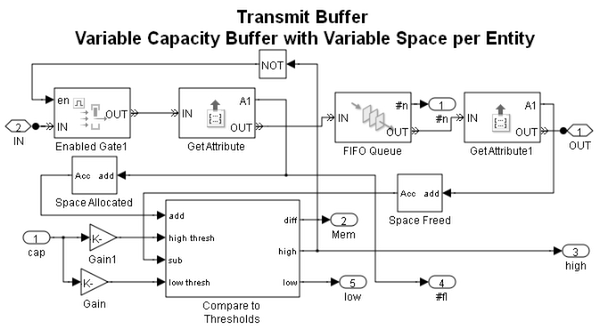 Transmit Buffer
Variable Capacity Buffer with Variable Space per Entity
NOT
en
IN
OUT
Enabled Gate1
2
IN
IN
A1
OUT
GetAttribute
IN
#n
OUT
FIFO Queue
1
#n
IN
A1
OUT
GetAttribute1
1
OUT
Acc add
Space Allocated
Acc add
Space Freed
add
high thresh
sub
low thresh
diff
high
low
Compare to
Thresholds
1
cap
K-
Gain1
K-
Gain
2
Mem
3
high
5
low
4
#fl